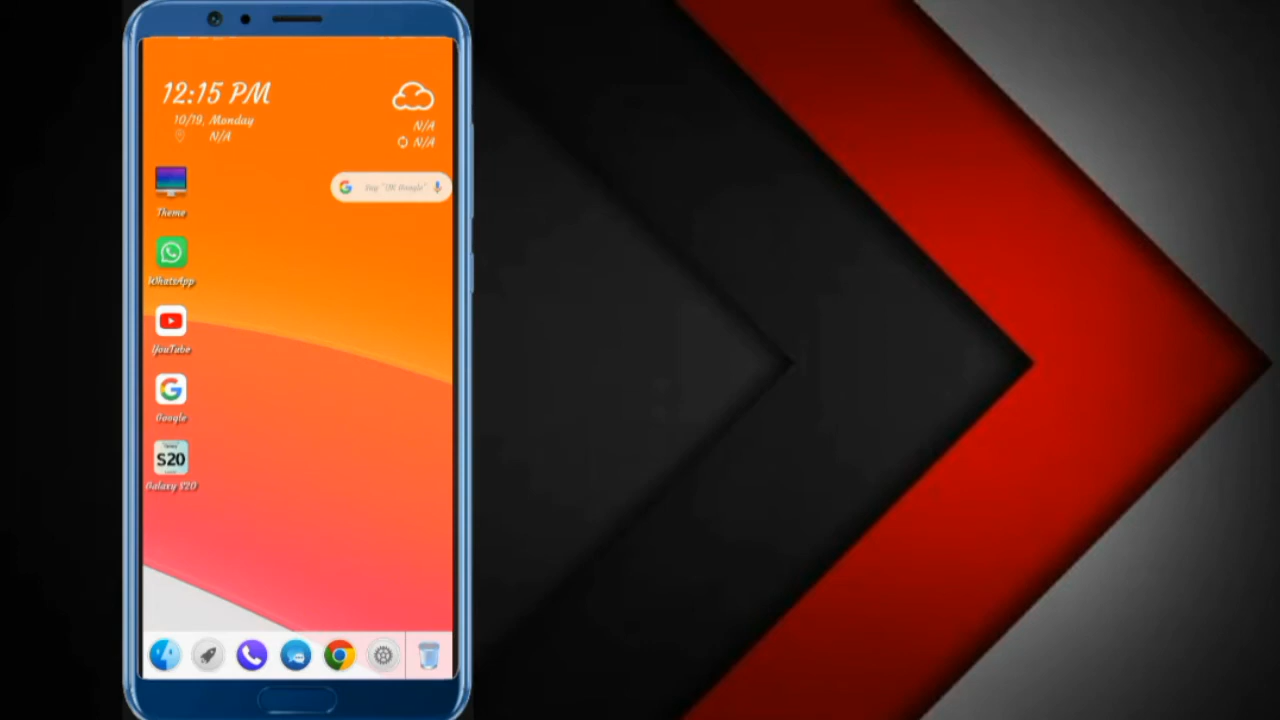 12:15 PM
10/19, Monday
N/A
N/A
N/A
Say "OK Google"
Theme
WhatsApp
YouTube
Google
S20
Galaxy S20